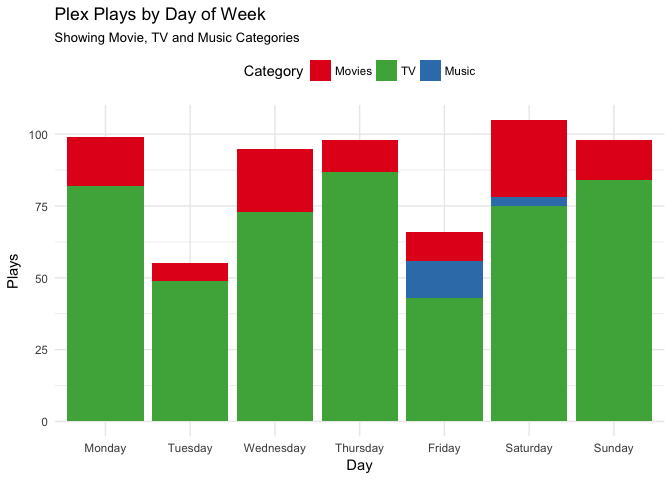 Plex Plays by Day of Week
Showing Movie, TV and Music Categories
Category Movies TV Music
100
75
50
25
0
Plays
Monday Tuesday Wednesday Thursday Friday Saturday Sunday
Day